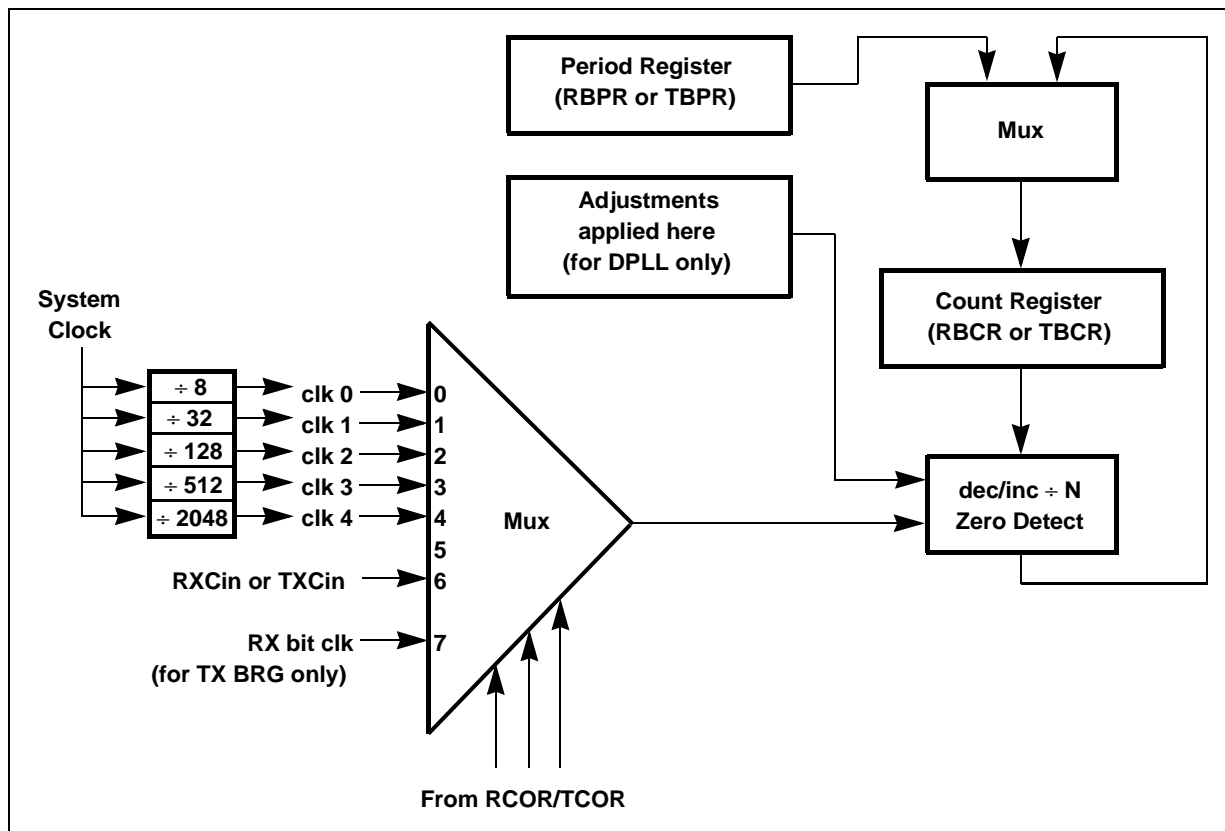 Period Register
(RBPR or TBPR)
Mux
Adjustments
applied here
(for DPLL only)
Count Register
(RBCR or TBCR)
System
Clock
÷ 8
÷ 32
÷ 128
÷ 512
÷ 2048
clk 0
clk 1
clk 2
clk 3
clk 4
0
1
2
3
4
5
6
7
Mux
dec/inc ÷ N
Zero Detect
RXCin or TXCin
RX bit clk
(for TX BRG only)
From RCOR/TCOR